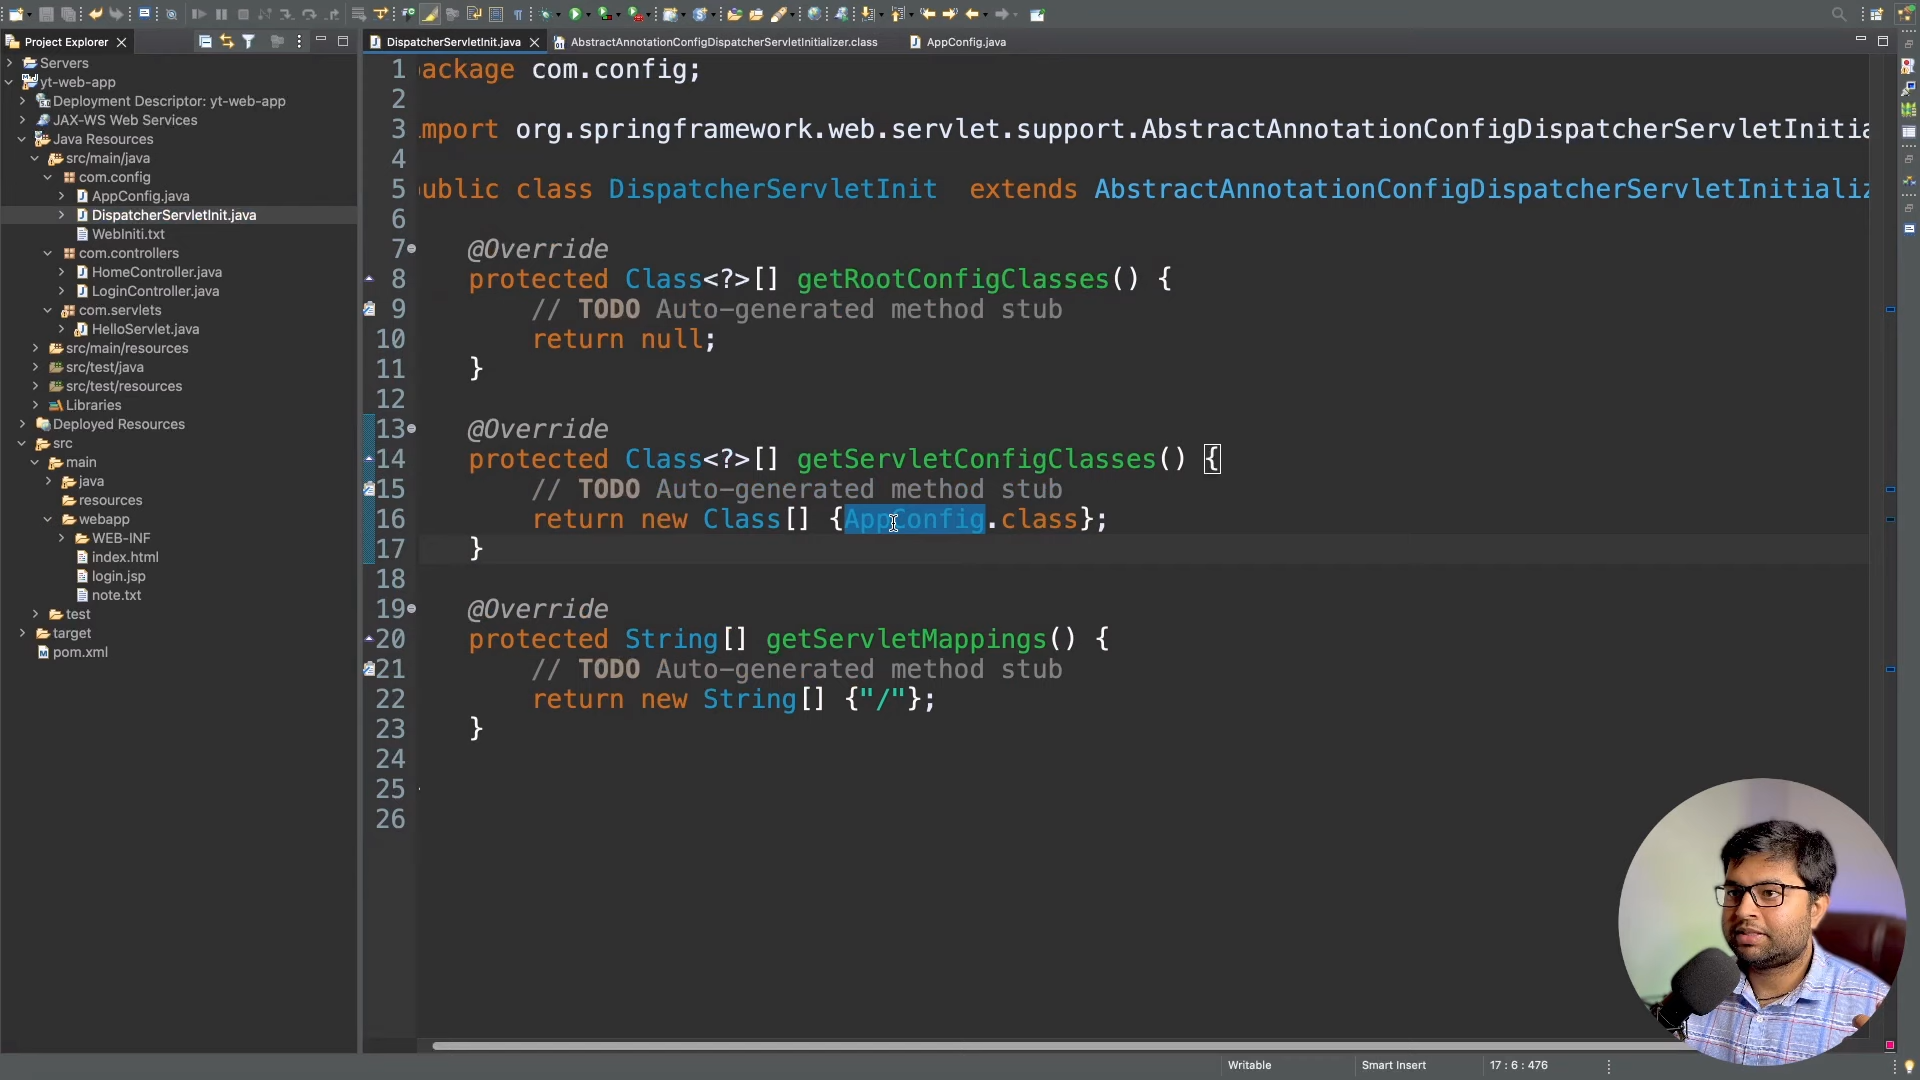 Project Explorer
Servers
yt-web-app
Deployment Descriptor: yt-web-app
JAX-WS Web Services
Java Resources
src/main/java
com.config
AppConfig.java
DispatcherServletInit.java
WebIniti.txt
com.controllers
HomeController.java
LoginController.java
com.servlets
HelloServlet.java
src/main/resources
src/test/java
src/test/resources
Libraries
Deployed Resources
src
main
java
resources
webapp
WEB-INF
index.html
login.jsp
note.txt
test
target
pom.xml
DispatcherServletInit.java AbstractAnnotationConfigDispatcherServletInitializer.class AppConfig.java
1 ackage com.config;
2
3 mport org.springframework.web.servlet.support.AbstractAnnotationConfigDispatcherServletInitia
4
5 ublic class DispatcherServletInit extends AbstractAnnotationConfigDispatcherServletInitializ
6
7 @Override
8 protected Class<?>[] getRootConfigClasses() {
9 // TODO Auto-generated method stub
10 return null;
11 }
12
13 @Override
14 protected Class<?>[] getServletConfigClasses() {
15 // TODO Auto-generated method stub
16 return new Class[] {AppConfig.class};
17 }
18
19 @Override
20 protected String[] getServletMappings() {
21 // TODO Auto-generated method stub
22 return new String[] {"/"};
23 }
24
25
26
Writable Smart Insert 17 : 6 : 476